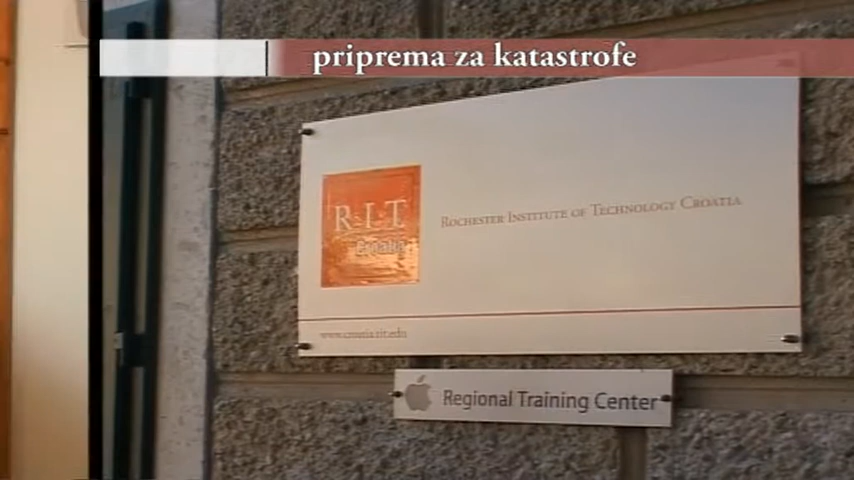 priprema za katastrofe
R·I·T
Croatia
ROCHESTER INSTITUTE OF TECHNOLOGY CROATIA
www.croatia.rit.edu
Regional Training Center